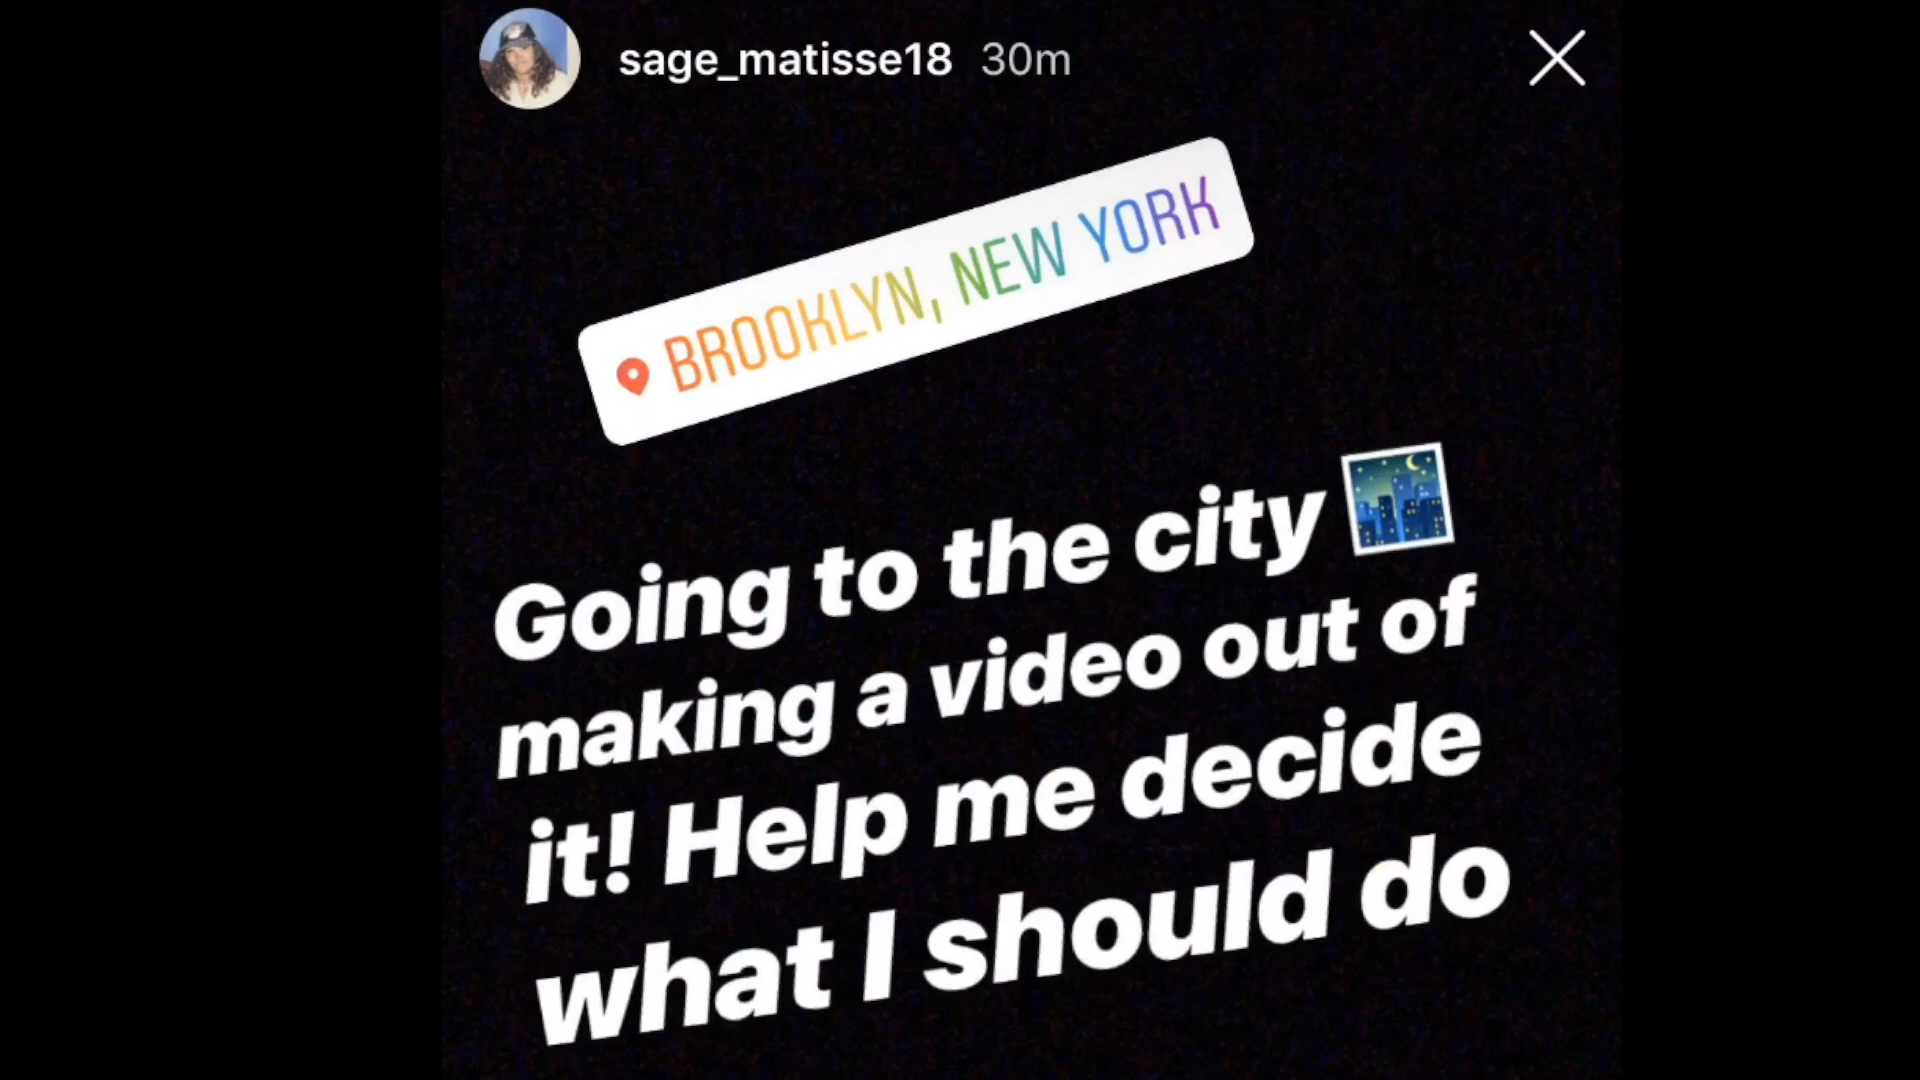 sage_matisse18 30m
BROOKLYN, NEW YORK
Going to the city
making a video out of
it! Help me decide
what I should do